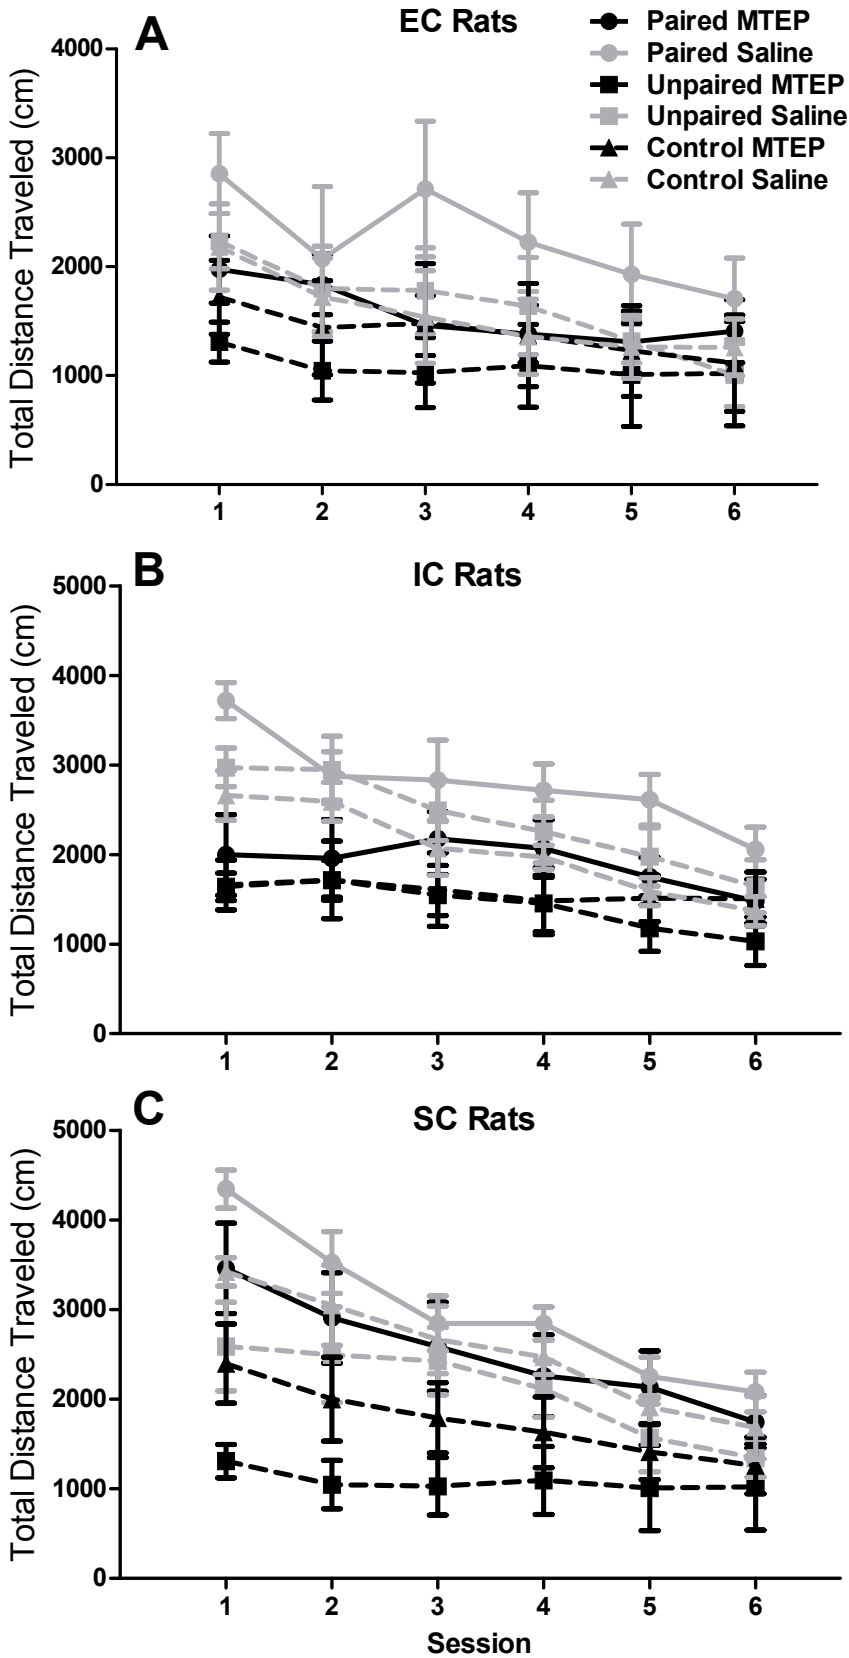 A
EC Rats
Paired MTEP
Paired Saline
Unpaired MTEP
Unpaired Saline
Control MTEP
Control Saline
Total Distance Traveled (cm)
4000
3000
2000
1000
0
1 2 3 4 5 6
B
IC Rats
Total Distance Traveled (cm)
5000
4000
3000
2000
1000
0
1 2 3 4 5 6
C
SC Rats
Total Distance Traveled (cm)
5000
4000
3000
2000
1000
0
1 2 3 4 5 6
Session